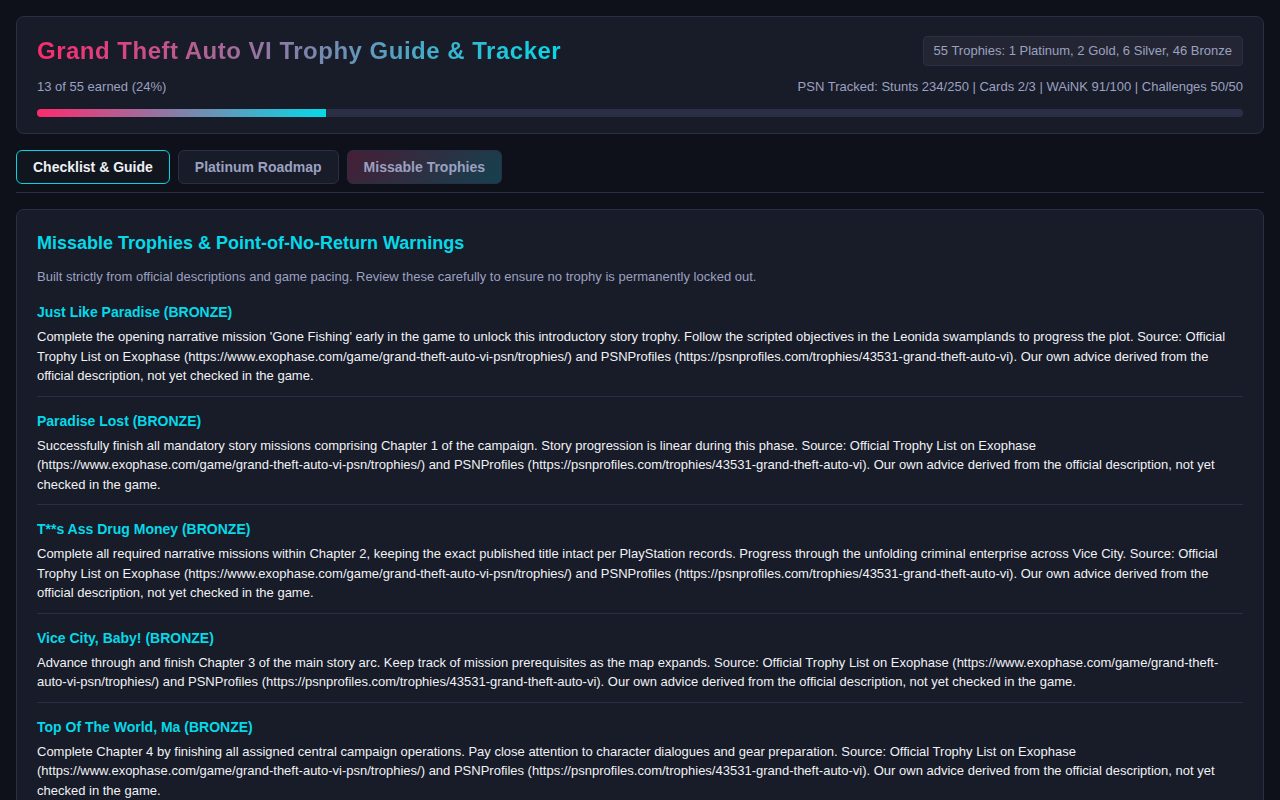 Grand Theft Auto VI Trophy Guide & Tracker
55 Trophies: 1 Platinum, 2 Gold, 6 Silver, 46 Bronze
13 of 55 earned (24%)
PSN Tracked: Stunts 234/250 | Cards 2/3 | WAiNK 91/100 | Challenges 50/50
Checklist & Guide
Platinum Roadmap
Missable Trophies
Missable Trophies & Point-of-No-Return Warnings
Built strictly from official descriptions and game pacing. Review these carefully to ensure no trophy is permanently locked out.
Just Like Paradise (BRONZE)
Complete the opening narrative mission 'Gone Fishing' early in the game to unlock this introductory story trophy. Follow the scripted objectives in the Leonida swamplands to progress the plot. Source: Official
Trophy List on Exophase (https://www.exophase.com/game/grand-theft-auto-vi-psn/trophies/) and PSNProfiles (https://psnprofiles.com/trophies/43531-grand-theft-auto-vi). Our own advice derived from the
official description, not yet checked in the game.
Paradise Lost (BRONZE)
Successfully finish all mandatory story missions comprising Chapter 1 of the campaign. Story progression is linear during this phase. Source: Official Trophy List on Exophase
(https://www.exophase.com/game/grand-theft-auto-vi-psn/trophies/) and PSNProfiles (https://psnprofiles.com/trophies/43531-grand-theft-auto-vi). Our own advice derived from the official description, not yet
checked in the game.
T**s Ass Drug Money (BRONZE)
Complete all required narrative missions within Chapter 2, keeping the exact published title intact per PlayStation records. Progress through the unfolding criminal enterprise across Vice City. Source: Official
Trophy List on Exophase (https://www.exophase.com/game/grand-theft-auto-vi-psn/trophies/) and PSNProfiles (https://psnprofiles.com/trophies/43531-grand-theft-auto-vi). Our own advice derived from the
official description, not yet checked in the game.
Vice City, Baby! (BRONZE)
Advance through and finish Chapter 3 of the main story arc. Keep track of mission prerequisites as the map expands. Source: Official Trophy List on Exophase (https://www.exophase.com/game/grand-theft-
auto-vi-psn/trophies/) and PSNProfiles (https://psnprofiles.com/trophies/43531-grand-theft-auto-vi). Our own advice derived from the official description, not yet checked in the game.
Top Of The World, Ma (BRONZE)
Complete Chapter 4 by finishing all assigned central campaign operations. Pay close attention to character dialogues and gear preparation. Source: Official Trophy List on Exophase
(https://www.exophase.com/game/grand-theft-auto-vi-psn/trophies/) and PSNProfiles (https://psnprofiles.com/trophies/43531-grand-theft-auto-vi). Our own advice derived from the official description, not yet
checked in the game.